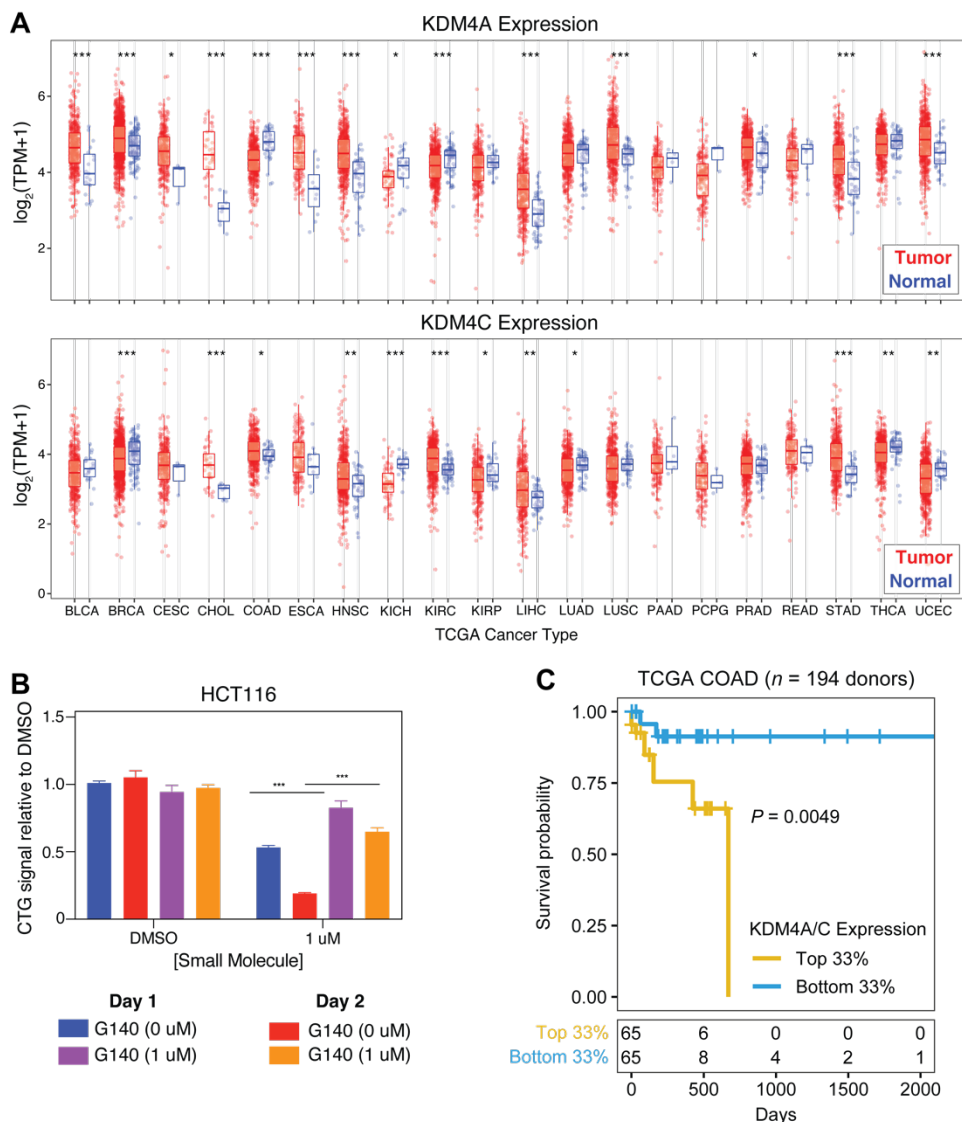 A
KDM4A Expression
*** *** * *** *** *** *** * *** *** *** * *** ***
log2(TPM+1)
6
4
2
Tumor
Normal
KDM4C Expression
*** *** * ** *** *** * ** * *** ** **
log2(TPM+1)
6
4
2
0
Tumor
Normal
BLCA BRCA CESC CHOL COAD ESCA HNSC KICH KIRC KIRP LIHC LUAD LUSC PAAD PCPG PRAD READ STAD THCA UCEC
TCGA Cancer Type
B
HCT116
CTG signal relative to DMSO
1.5
1.0
0.5
0
*** ***
DMSO 1 uM
[Small Molecule]
Day 1 Day 2
G140 (0 uM) G140 (0 uM)
G140 (1 uM) G140 (1 uM)
C
TCGA COAD (n = 194 donors)
Survival probability
1.00
0.75
0.50
0.25
0.00
P = 0.0049
KDM4A/C Expression
Top 33%
Bottom 33%
Top 33% 65 6 0 0 0
Bottom 33% 65 8 4 2 1
0 500 1000 1500 2000
Days